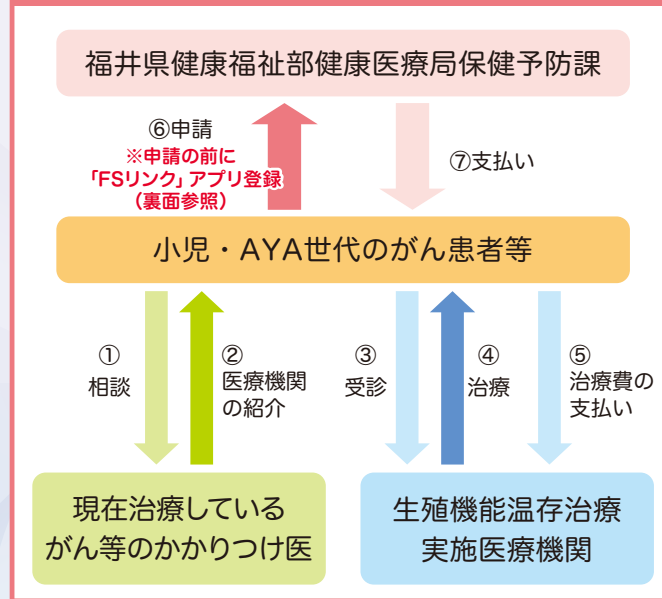 福井県健康福祉部健康医療局保健予防課
⑥申請
※申請の前に
「FSリンク」アプリ登録
（裏面参照）
⑦支払い
小児・AYA世代のがん患者等
①
相談
②
医療機関
の紹介
③
受診
④
治療
⑤
治療費の
支払い
現在治療している
がん等のかかりつけ医
生殖機能温存治療
実施医療機関